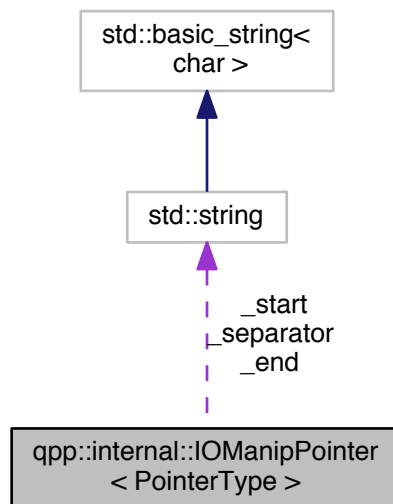 std::basic_string<
char >
std::string
_start
_separator
_end
qpp::internal::IOManipPointer
< PointerType >